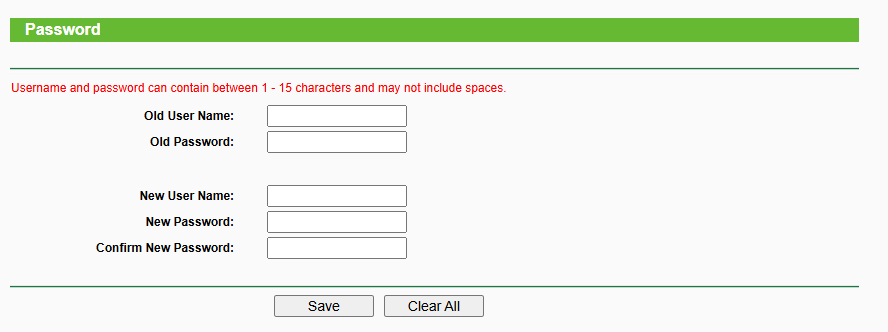 Password
Username and password can contain between 1 - 15 characters and may not include spaces.
Old User Name:
Old Password:
New User Name:
New Password:
Confirm New Password:
Save Clear All